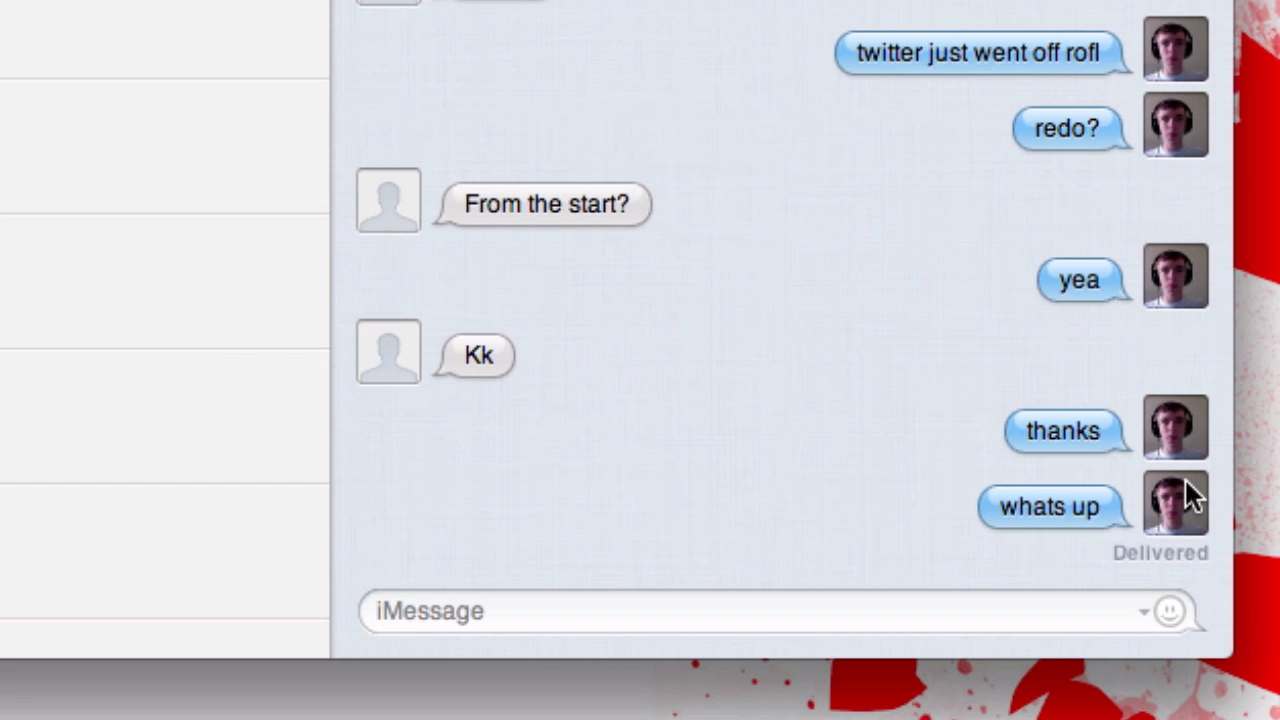 twitter just went off rofl
redo?
From the start?
yea
Kk
thanks
whats up
Delivered
iMessage